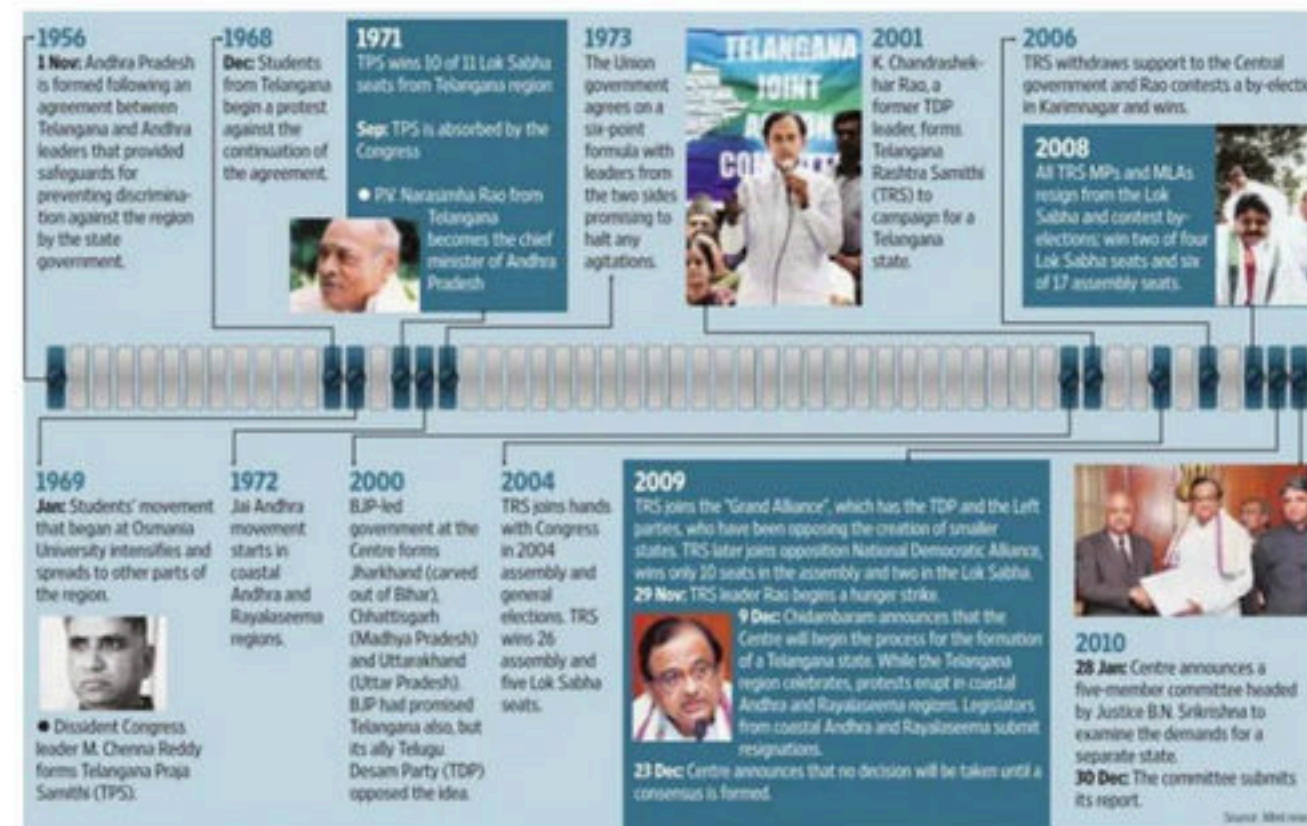 1956
1 Nov: Andhra Pradesh
is formed following an
agreement between
Telangana and Andhra
leaders that provided
safeguards for
preventing discrimina-
tion against the region
by the state
government.
1968
Dec: Students
from Telangana
begin a protest
against the
continuation of
the agreement.
1971
TPS wins 10 of 11 Lok Sabha
seats from Telangana region
Sep: TPS is absorbed by the
Congress
● P.V. Narasimha Rao from
Telangana
becomes the chief
minister of Andhra
Pradesh
1973
The Union
government
agrees on a
six-point
formula with
leaders from
the two sides
promising to
halt any
agitations.
TELANGANA
JOINT
2001
K. Chandrashek-
har Rao, a
former TDP
leader, forms
Telangana
Rashtra Samithi
(TRS) to
campaign for a
Telangana
state.
2006
TRS withdraws support to the Central
government and Rao contests a by-electi
in Karimnagar and wins.
2008
All TRS MPs and MLAs
resign from the Lok
Sabha and contest by-
elections; win two of four
Lok Sabha seats and six
of 17 assembly seats.
1969
Jan: Students' movement
that began at Osmania
University intensifies and
spreads to other parts of
the region.
● Dissident Congress
leader M. Chenna Reddy
forms Telangana Praja
Samithi (TPS).
1972
Jai Andhra
movement
starts in
coastal
Andhra and
Rayalaseema
regions.
2000
BJP-led
government at the
Centre forms
Jharkhand (carved
out of Bihar),
Chhattisgarh
(Madhya Pradesh)
and Uttarakhand
(Uttar Pradesh).
BJP had promised
Telangana also, but
its ally Telugu
Desam Party (TDP)
opposed the idea.
2004
TRS joins hands
with Congress
in 2004
assembly and
general
elections. TRS
wins 26
assembly and
five Lok Sabha
seats.
2009
TRS joins the "Grand Alliance", which has the TDP and the Left
parties, who have been opposing the creation of smaller
states. TRS later joins opposition National Democratic Alliance,
wins only 10 seats in the assembly and two in the Lok Sabha.
29 Nov: TRS leader Rao begins a hunger strike.
9 Dec: Chidambaram announces that the
Centre will begin the process for the formation
of a Telangana state. While the Telangana
region celebrates, protests erupt in coastal
Andhra and Rayalaseema regions. Legislators
from coastal Andhra and Rayalaseema submit
resignations.
23 Dec: Centre announces that no decision will be taken until a
consensus is formed.
2010
28 Jan: Centre announces a
five-member committee headed
by Justice B.N. Srikrishna to
examine the demands for a
separate state.
30 Dec: The committee submits
its report.
Source: Mint